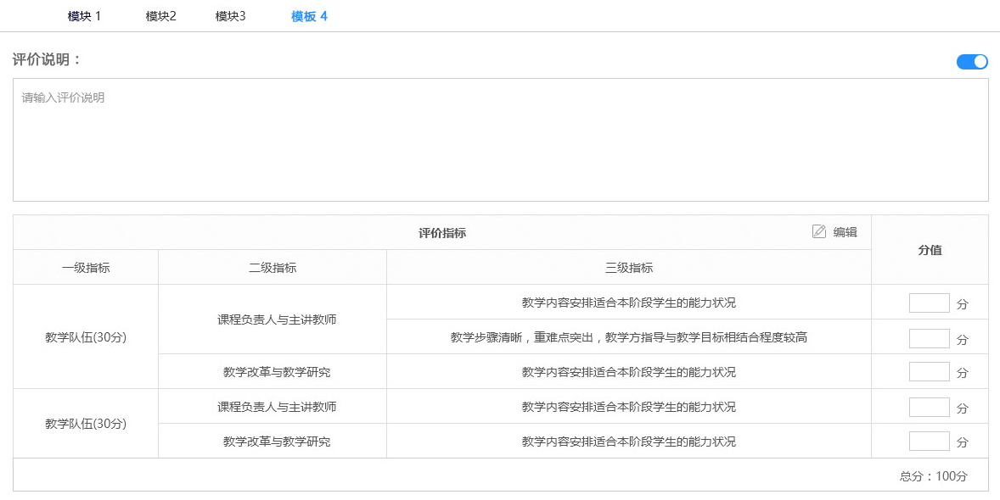 模块 1 模块2 模块3 模板 4
评价说明：
请输入评价说明
评价指标 编辑 分值
一级指标 二级指标 三级指标
教学队伍(30分) 课程负责人与主讲教师 教学内容安排适合本阶段学生的能力状况 分
教学步骤清晰，重难点突出，教学方指导与教学目标相结合程度较高 分
教学改革与教学研究 教学内容安排适合本阶段学生的能力状况 分
教学队伍(30分) 课程负责人与主讲教师 教学内容安排适合本阶段学生的能力状况 分
教学改革与教学研究 教学内容安排适合本阶段学生的能力状况 分
总分：100分